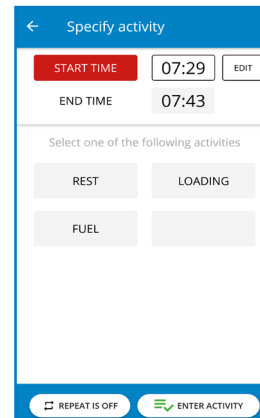 Specify activity
START TIME 07:29 EDIT
END TIME 07:43
Select one of the following activities
REST LOADING
FUEL
REPEAT IS OFF ENTER ACTIVITY